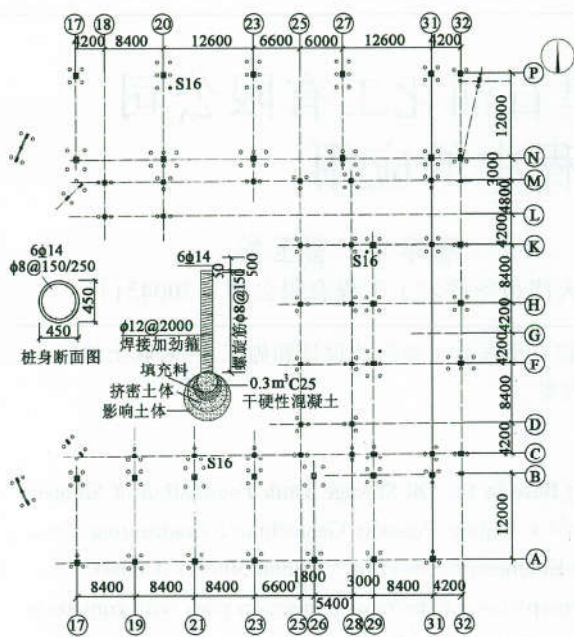 17 18 20 23 25 27 31 32
4200 8400 12600 6600 6000 12600 4200
P
S16
12000
N
3000
M
4800
L
4200
6ϕ14
S16
K
6ϕ14
ϕ8@150/250
50
500
8400
450
450
ϕ12@2000
焊接加劲箍
螺旋筋ϕ8@150
H
4200
G
桩身断面图
填充料
挤密土体
影响土体
0.3m³C25
干硬性混凝土
4200
F
8400
D
4200
S16
C
B
12000
A
8400 8400 8400 6600 1800 5400 3000 8400 4200
17 19 21 23 25 26 28 29 31 32